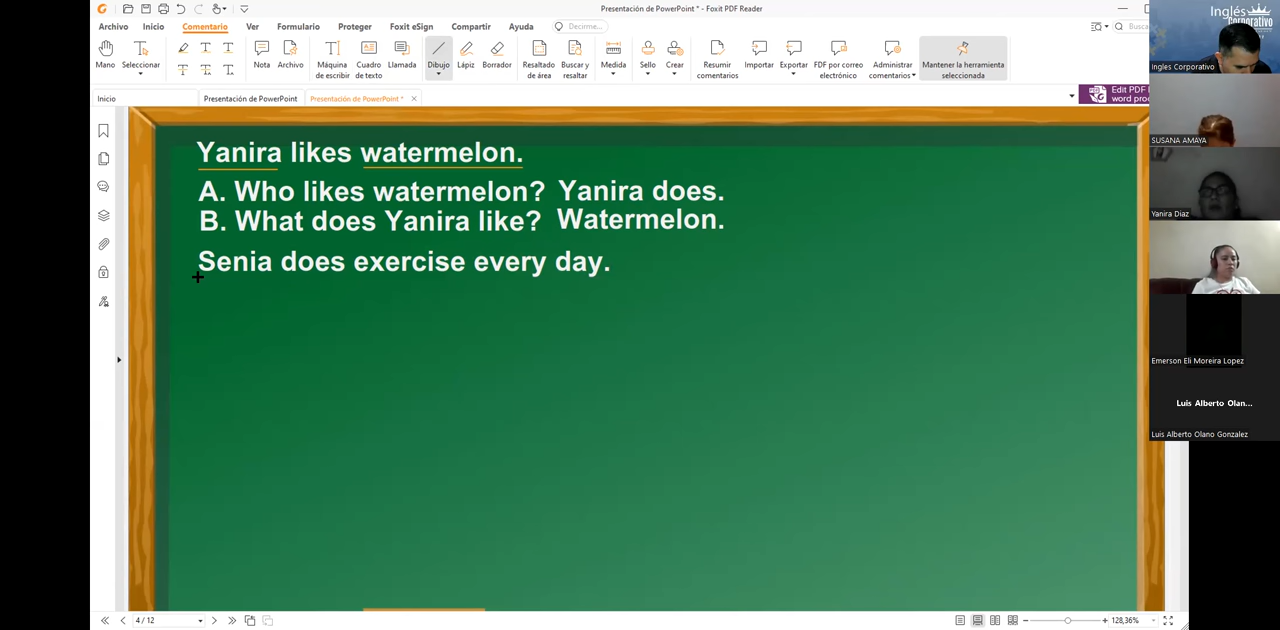 Presentación de PowerPoint * - Foxit PDF Reader
Archivo Inicio Comentario Ver Formulario Proteger Foxit eSign Compartir Ayuda Decirme...
Mano Seleccionar Nota Archivo Máquina de escribir Cuadro de texto Llamada Dibujo Lápiz Borrador Resaltado de área Buscar y resaltar Medida Sello Crear Resumir comentarios Importar Exportar FDF por correo electrónico Administrar comentarios Mantener la herramienta seleccionada
Inicio Presentación de PowerPoint Presentación de PowerPoint * Edit PDF
word
Yanira likes watermelon.
A. Who likes watermelon? Yanira does.
B. What does Yanira like? Watermelon.
Senia does exercise every day.
4 / 12 128,36%
Inglés
Corporativo
Ingles Corporativo
SUSANA AMAYA
Yanira Diaz
Emerson Eli Moreira Lopez
Luis Alberto Olan...
Luis Alberto Olano Gonzalez